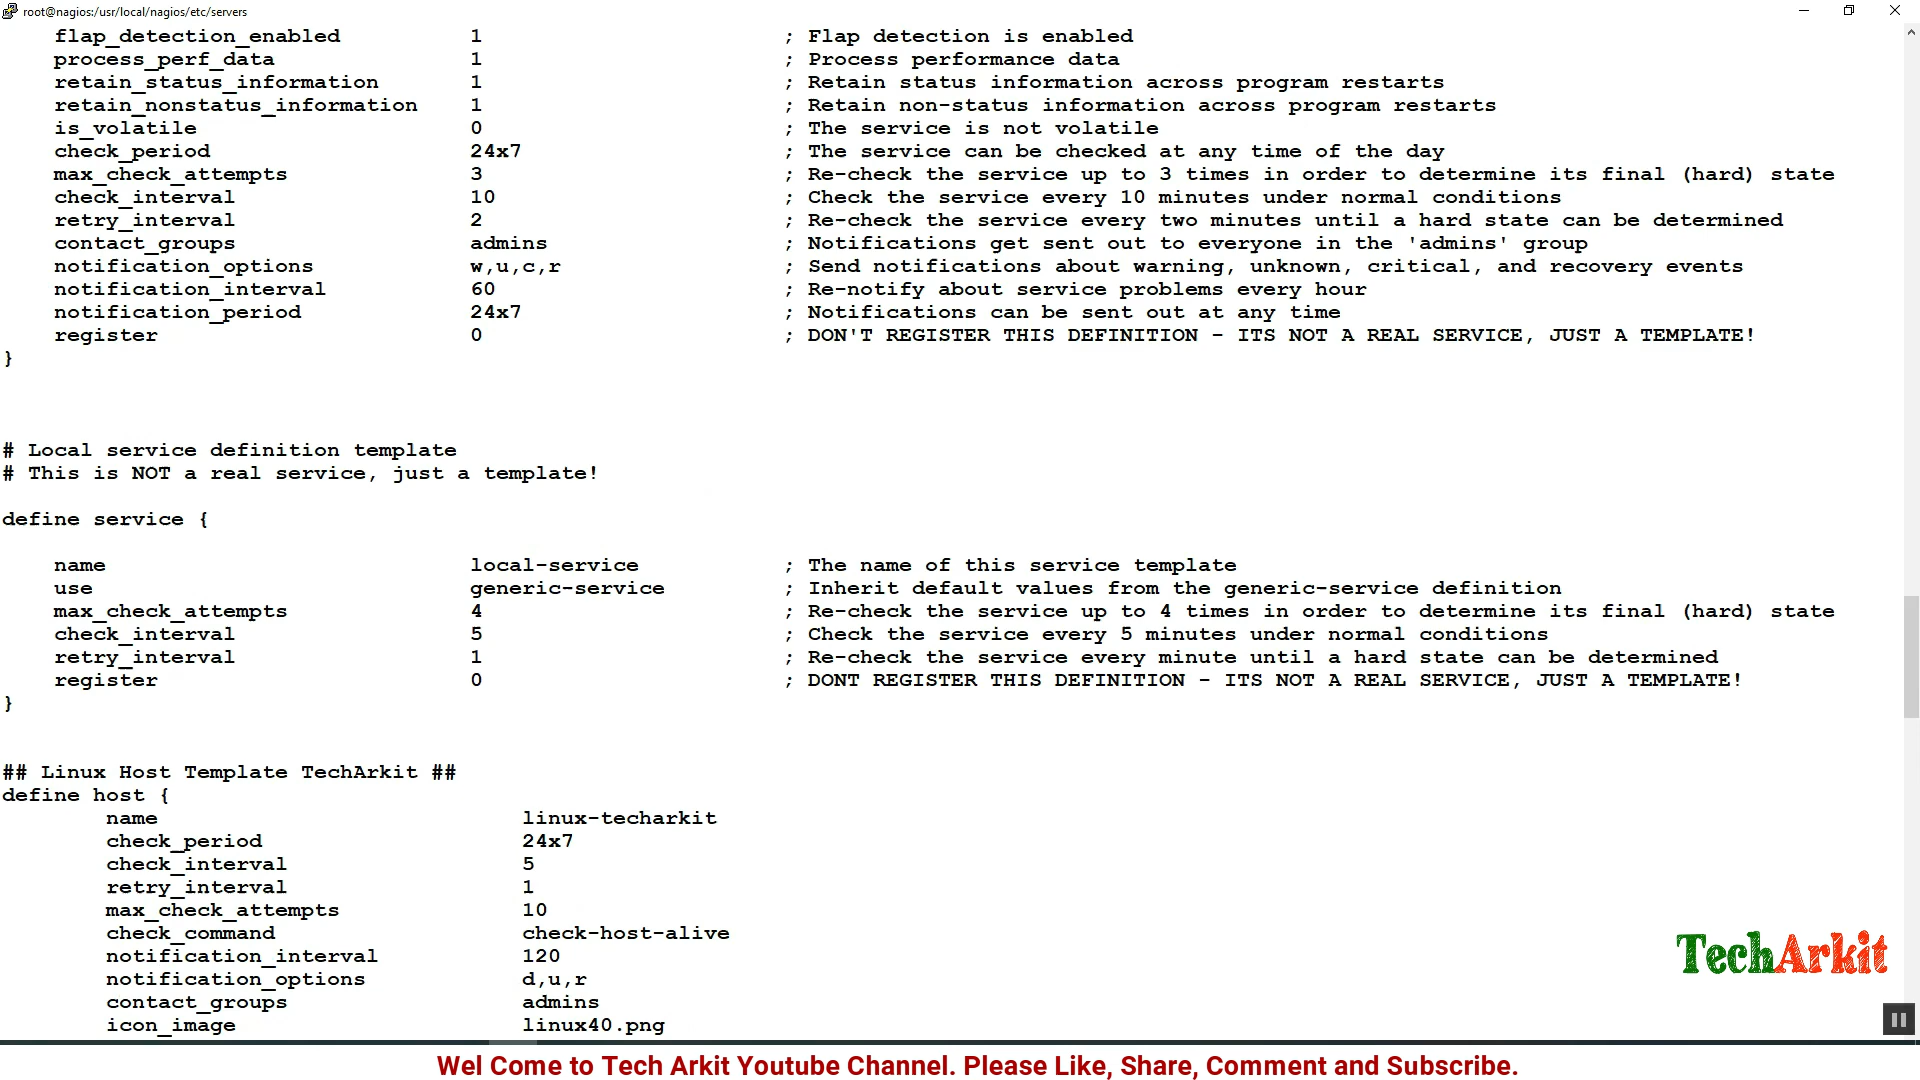 root@nagios:/usr/local/nagios/etc/servers
flap_detection_enabled 1 ; Flap detection is enabled
process_perf_data 1 ; Process performance data
retain_status_information 1 ; Retain status information across program restarts
retain_nonstatus_information 1 ; Retain non-status information across program restarts
is_volatile 0 ; The service is not volatile
check_period 24x7 ; The service can be checked at any time of the day
max_check_attempts 3 ; Re-check the service up to 3 times in order to determine its final (hard) state
check_interval 10 ; Check the service every 10 minutes under normal conditions
retry_interval 2 ; Re-check the service every two minutes until a hard state can be determined
contact_groups admins ; Notifications get sent out to everyone in the 'admins' group
notification_options w,u,c,r ; Send notifications about warning, unknown, critical, and recovery events
notification_interval 60 ; Re-notify about service problems every hour
notification_period 24x7 ; Notifications can be sent out at any time
register 0 ; DON'T REGISTER THIS DEFINITION - ITS NOT A REAL SERVICE, JUST A TEMPLATE!
}
# Local service definition template
# This is NOT a real service, just a template!
define service {
name local-service ; The name of this service template
use generic-service ; Inherit default values from the generic-service definition
max_check_attempts 4 ; Re-check the service up to 4 times in order to determine its final (hard) state
check_interval 5 ; Check the service every 5 minutes under normal conditions
retry_interval 1 ; Re-check the service every minute until a hard state can be determined
register 0 ; DONT REGISTER THIS DEFINITION - ITS NOT A REAL SERVICE, JUST A TEMPLATE!
}
## Linux Host Template TechArkit ##
define host {
name linux-techarkit
check_period 24x7
check_interval 5
retry_interval 1
max_check_attempts 10
check_command check-host-alive
notification_interval 120
notification_options d,u,r
contact_groups admins
icon_image linux40.png
TechArkit
Wel Come to Tech Arkit Youtube Channel. Please Like, Share, Comment and Subscribe.